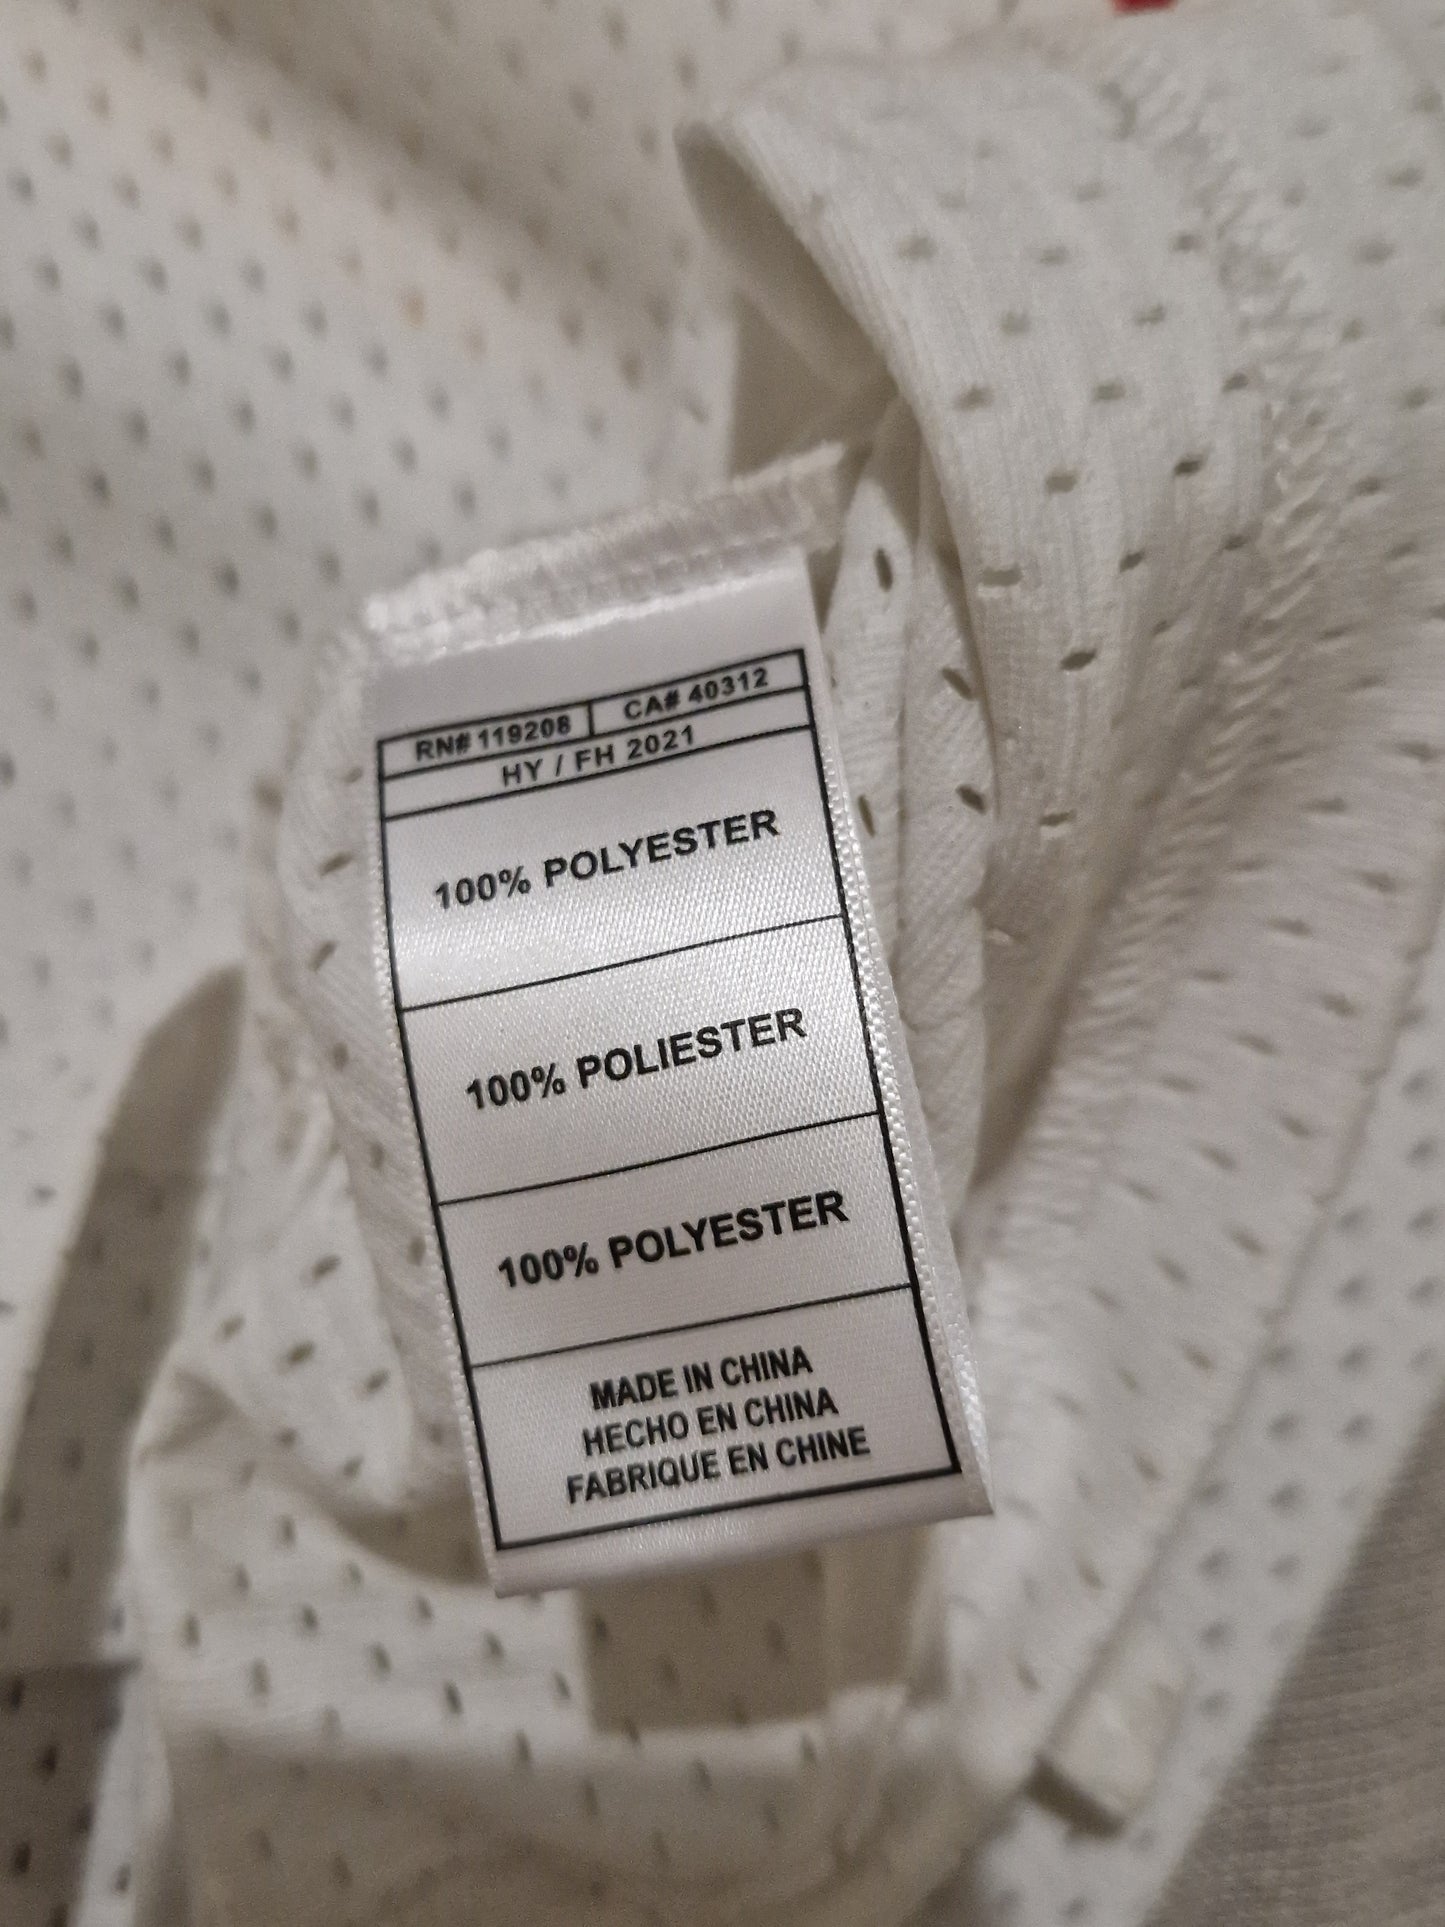 RN# 119208 CA# 40312
HY / FH 2021
100% POLYESTER
100% POLIESTER
100% POLYESTER
MADE IN CHINA
HECHO EN CHINA
FABRIQUE EN CHINE